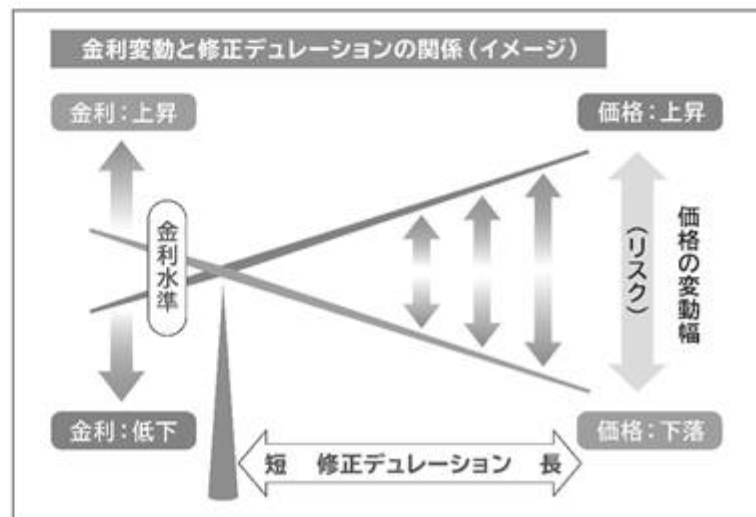 金利変動と修正デュレーションの関係（イメージ）
金利：上昇
価格：上昇
金利水準
価格の変動幅
（リスク）
金利：低下
価格：下落
短 修正デュレーション 長